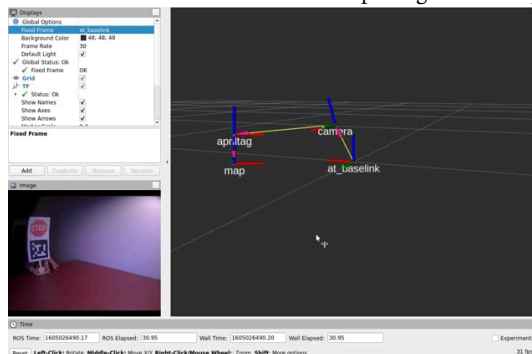 Displays
Global Options
Fixed Frame at_baselink
Background Color 48; 48; 48
Frame Rate 30
Default Light
Global Status: Ok
Fixed Frame OK
Grid
TF
Status: Ok
Show Names
Show Axes
Show Arrows
Fixed Frame
Add Duplicate Remove Rename
Image
STOP
camera
apriltag
map
at_baselink
Time
ROS Time: 1605026490.17 ROS Elapsed: 30.95 Wall Time: 1605026490.20 Wall Elapsed: 30.95 Experimental
Reset Left-Click: Rotate. Middle-Click: Move X/Y. Right-Click/Mouse Wheel: Zoom. Shift: More options. 31 fps